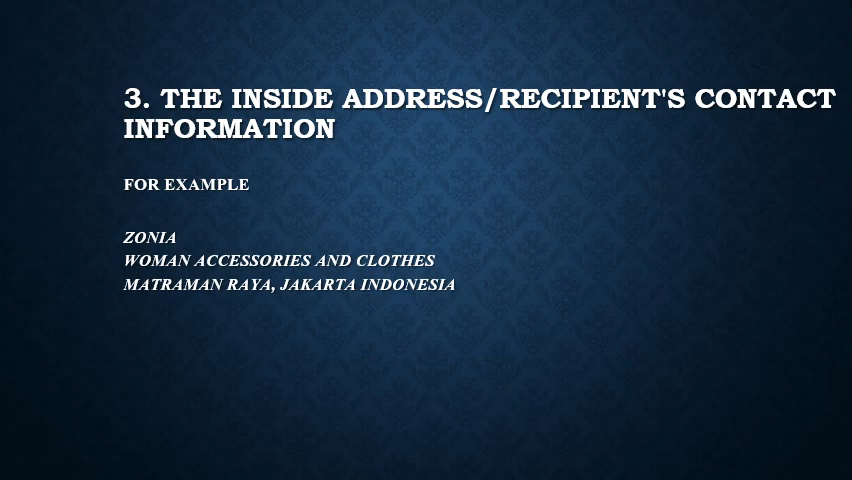 3. THE INSIDE ADDRESS/RECIPIENT'S CONTACT
INFORMATION
FOR EXAMPLE
ZONIA
WOMAN ACCESSORIES AND CLOTHES
MATRAMAN RAYA, JAKARTA INDONESIA